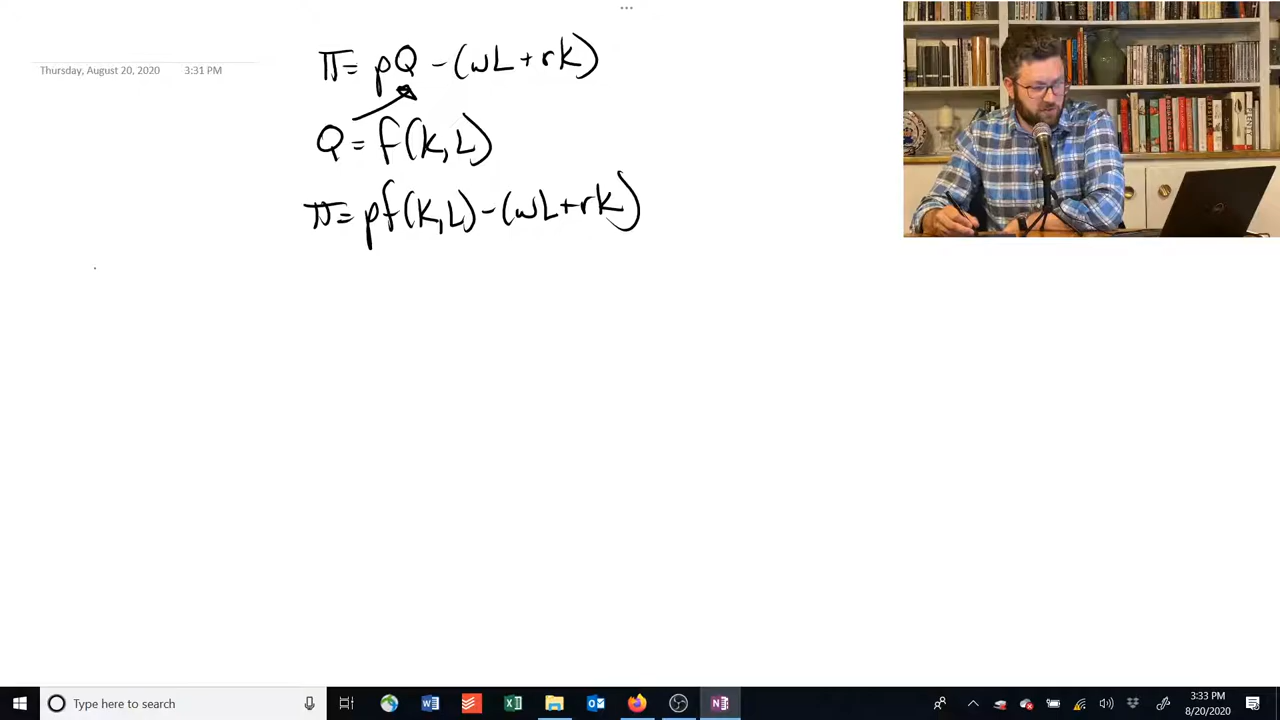 Π = pQ - (wL + rK)
Thursday, August 20, 2020 3:31 PM
Q = f(K, L)
Π = pf(K, L) - (wL + rK)
Type here to search
3:33 PM
8/20/2020